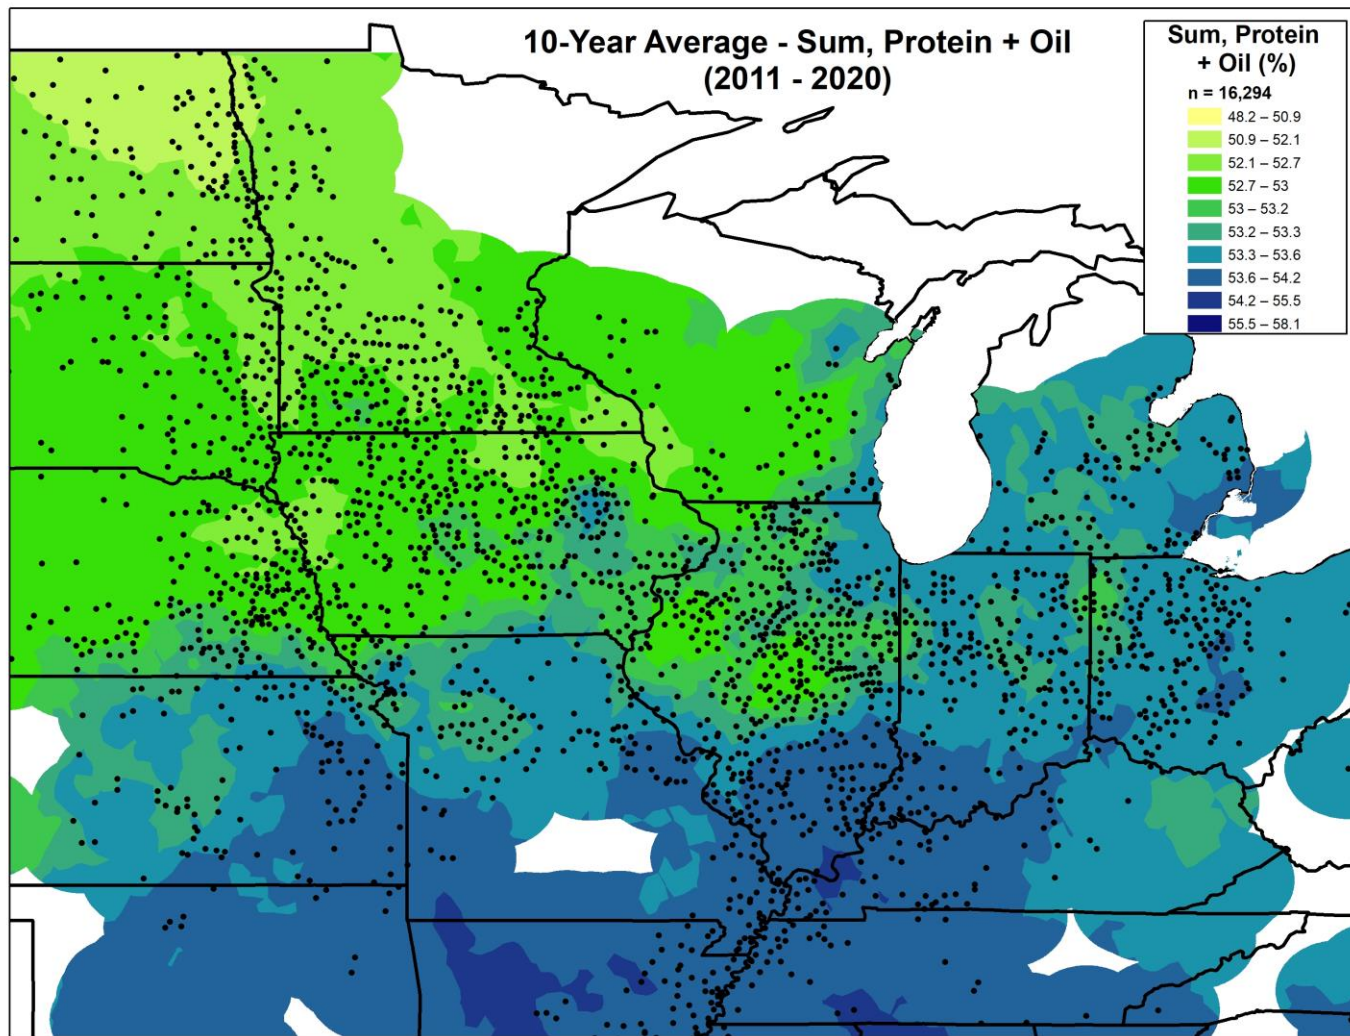 10-Year Average - Sum, Protein + Oil
(2011 - 2020)
Sum, Protein
+ Oil (%)
n = 16,294
48.2 – 50.9
50.9 – 52.1
52.1 – 52.7
52.7 – 53
53 – 53.2
53.2 – 53.3
53.3 – 53.6
53.6 – 54.2
54.2 – 55.5
55.5 – 58.1